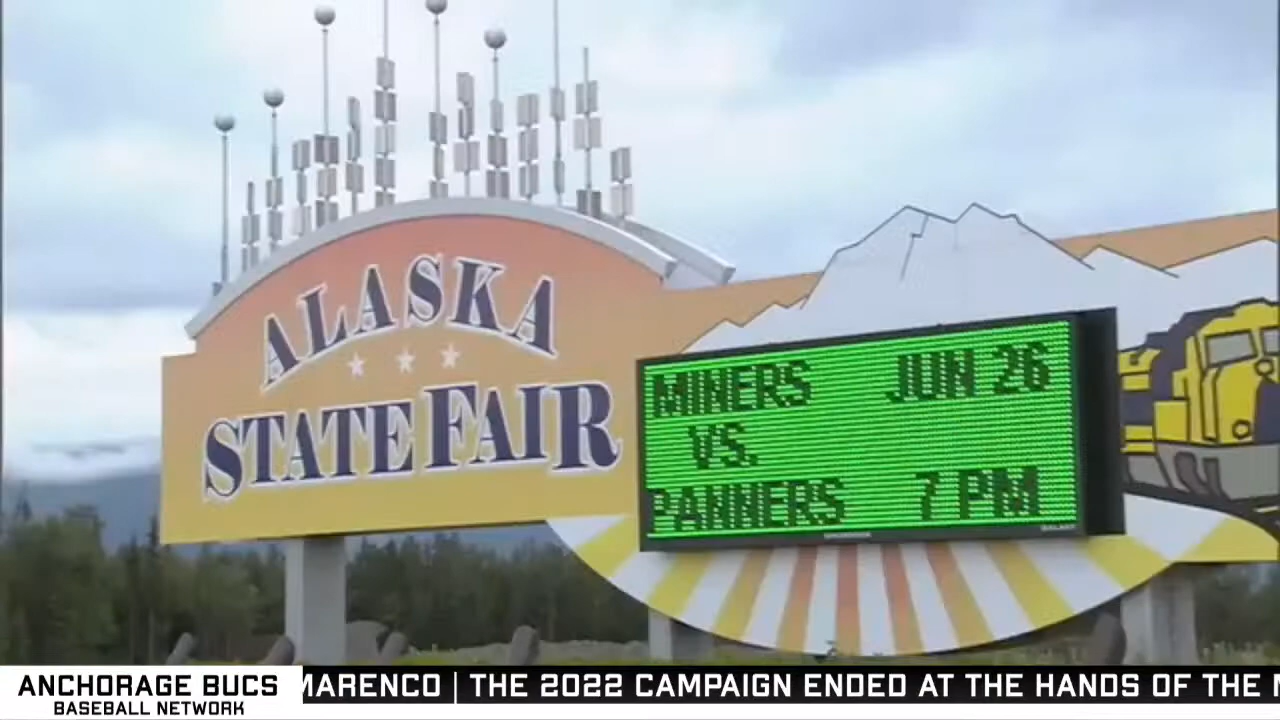 ALASKA
STATE FAIR
MINERS JUN 26
VS.
PANNERS 7 PM
ANCHORAGE BUCS
BASEBALL NETWORK
MARENCO | THE 2022 CAMPAIGN ENDED AT THE HANDS OF THE